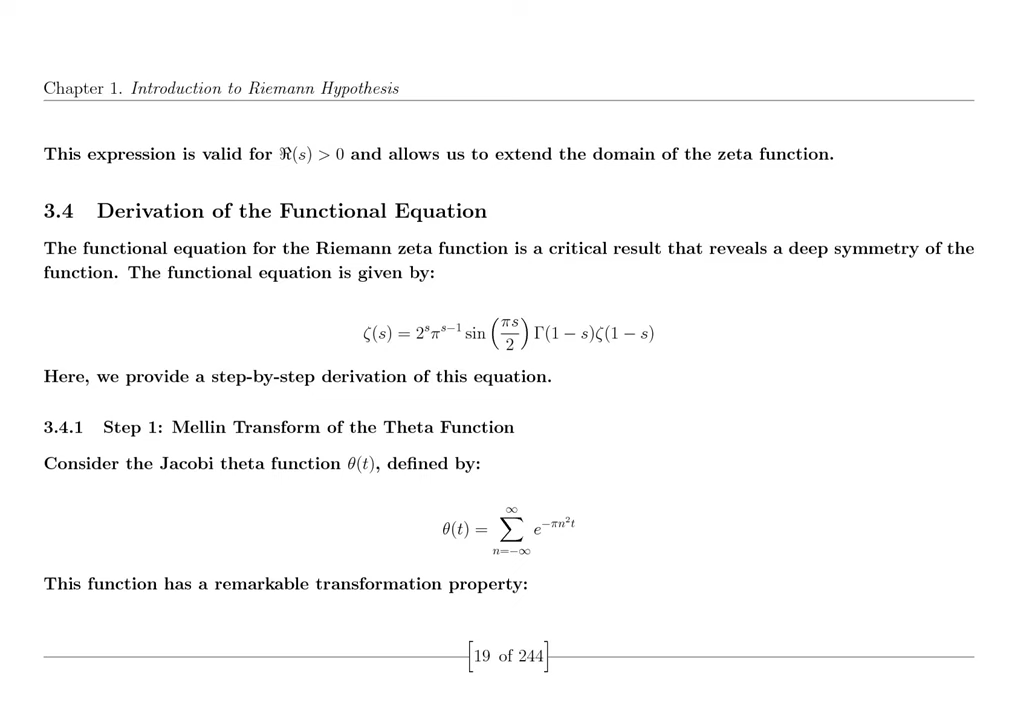 Chapter 1. Introduction to Riemann Hypothesis
This expression is valid for ℜ(s) > 0 and allows us to extend the domain of the zeta function.
3.4 Derivation of the Functional Equation
The functional equation for the Riemann zeta function is a critical result that reveals a deep symmetry of the
function. The functional equation is given by:
ζ(s) = 2^s π^{s−1} sin (πs/2) Γ(1 − s)ζ(1 − s)
Here, we provide a step-by-step derivation of this equation.
3.4.1 Step 1: Mellin Transform of the Theta Function
Consider the Jacobi theta function θ(t), defined by:
θ(t) = ∑_{n=−∞}^{∞} e^{−πn²t}
This function has a remarkable transformation property:
[19 of 244]